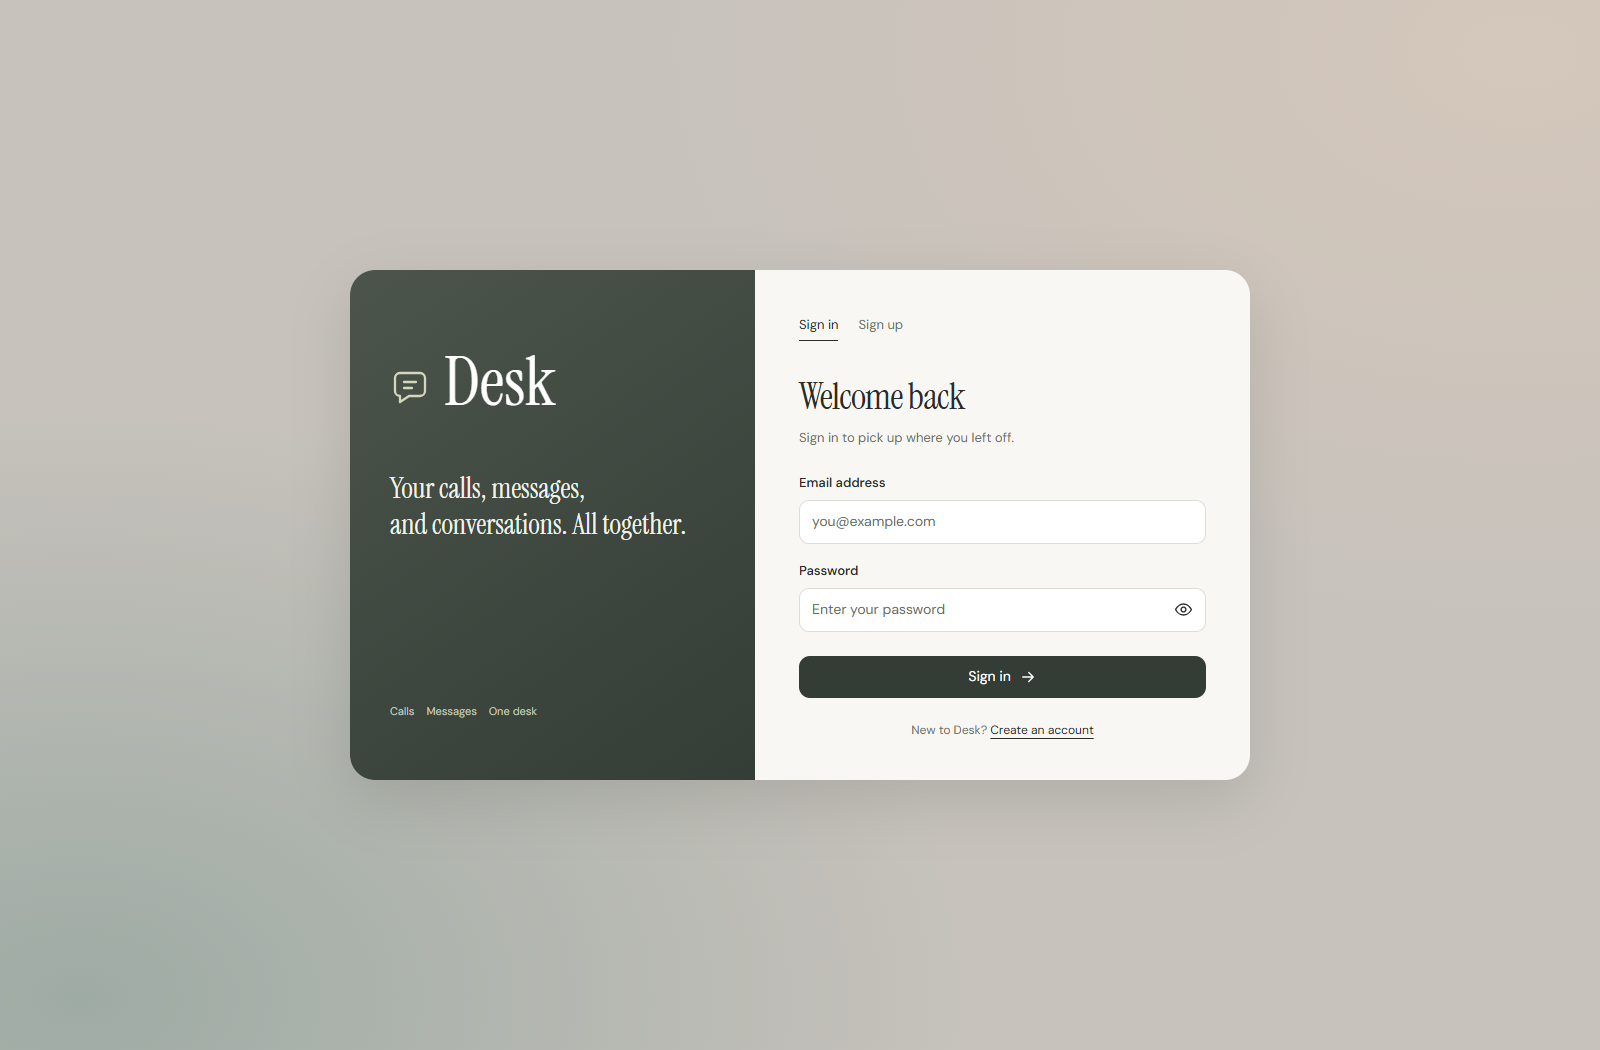 Desk
Your calls, messages,
and conversations. All together.
Calls Messages One desk
Sign in Sign up
Welcome back
Sign in to pick up where you left off.
Email address
you@example.com
Password
Enter your password
Sign in →
New to Desk? Create an account